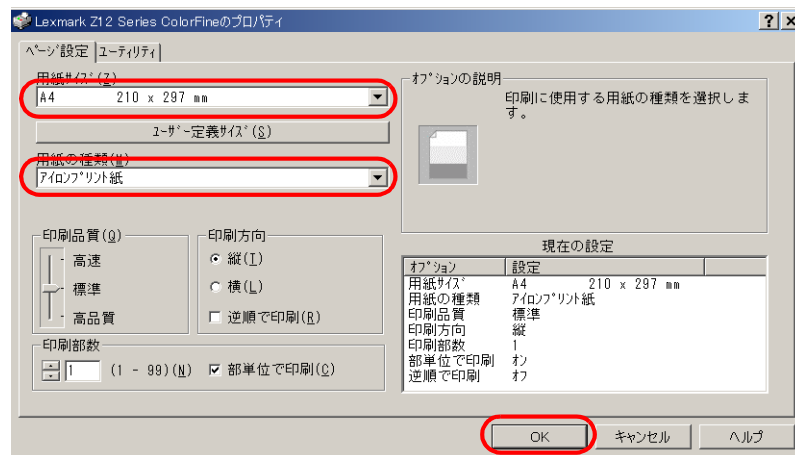 Lexmark Z12 Series ColorFineのプロパティ
ページ設定 ユーティリティ
用紙サイズ(Z)
A4 210 x 297 mm
ユーザー定義サイズ(S)
用紙の種類(M)
アイロンプリント紙
オプションの説明
印刷に使用する用紙の種類を選択しま
す。
印刷品質(Q)
高速
標準
高品質
印刷方向
縦(I)
横(L)
逆順で印刷(R)
印刷部数
1 (1 - 99)(N) 部単位で印刷(C)
現在の設定
オプション 設定
用紙サイズ A4 210 x 297 mm
用紙の種類 アイロンプリント紙
印刷品質 標準
印刷方向 縦
印刷部数 1
部単位で印刷 オン
逆順で印刷 オフ
OK キャンセル ヘルプ